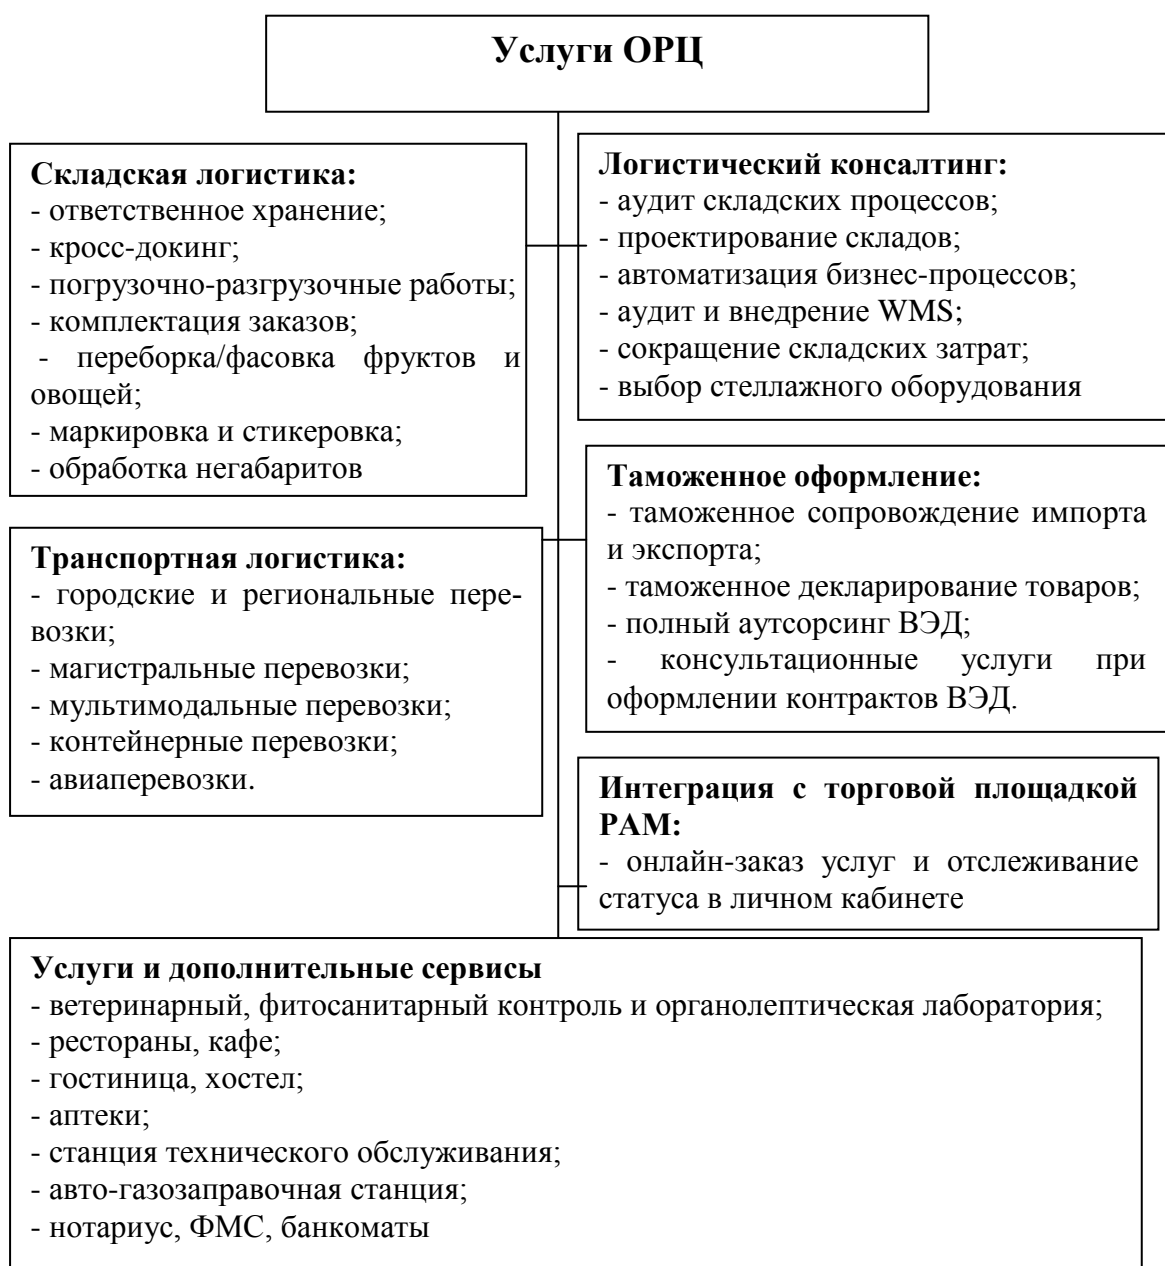 Услуги ОРЦ
Складская логистика:
- ответственное хранение;
- кросс-докинг;
- погрузочно-разгрузочные работы;
- комплектация заказов;
- переборка/фасовка фруктов и
овощей;
- маркировка и стикеровка;
- обработка негабаритов
Логистический консалтинг:
- аудит складских процессов;
- проектирование складов;
- автоматизация бизнес-процессов;
- аудит и внедрение WMS;
- сокращение складских затрат;
- выбор стеллажного оборудования
Транспортная логистика:
- городские и региональные пере-
возки;
- магистральные перевозки;
- мультимодальные перевозки;
- контейнерные перевозки;
- авиаперевозки.
Таможенное оформление:
- таможенное сопровождение импорта
и экспорта;
- таможенное декларирование товаров;
- полный аутсорсинг ВЭД;
- консультационные услуги при
оформлении контрактов ВЭД.
Интеграция с торговой площадкой
РАМ:
- онлайн-заказ услуг и отслеживание
статуса в личном кабинете
Услуги и дополнительные сервисы
- ветеринарный, фитосанитарный контроль и органолептическая лаборатория;
- рестораны, кафе;
- гостиница, хостел;
- аптеки;
- станция технического обслуживания;
- авто-газозаправочная станция;
- нотариус, ФМС, банкоматы